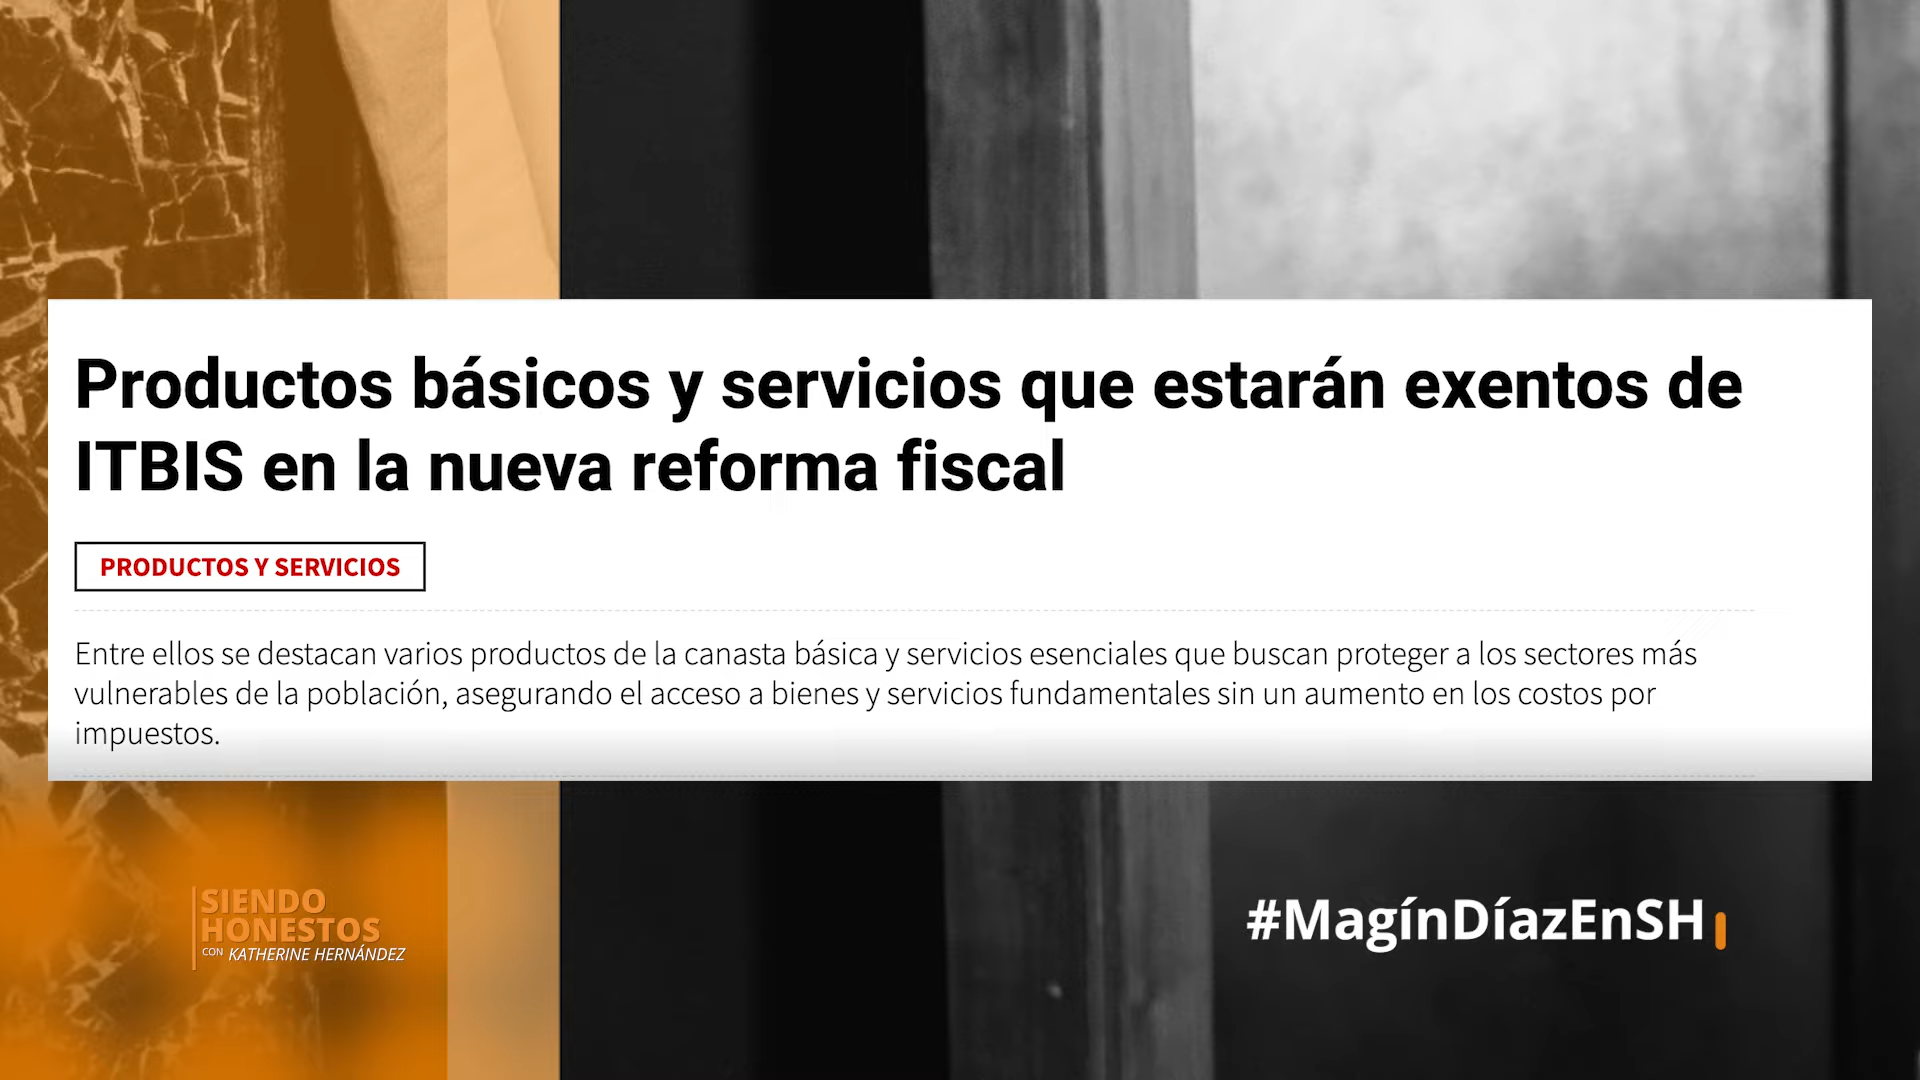 Productos básicos y servicios que estarán exentos de
ITBIS en la nueva reforma fiscal
PRODUCTOS Y SERVICIOS
Entre ellos se destacan varios productos de la canasta básica y servicios esenciales que buscan proteger a los sectores más
vulnerables de la población, asegurando el acceso a bienes y servicios fundamentales sin un aumento en los costos por
impuestos.
SIENDO
HONESTOS
CON KATHERINE HERNÁNDEZ
#MagínDíazEnSH